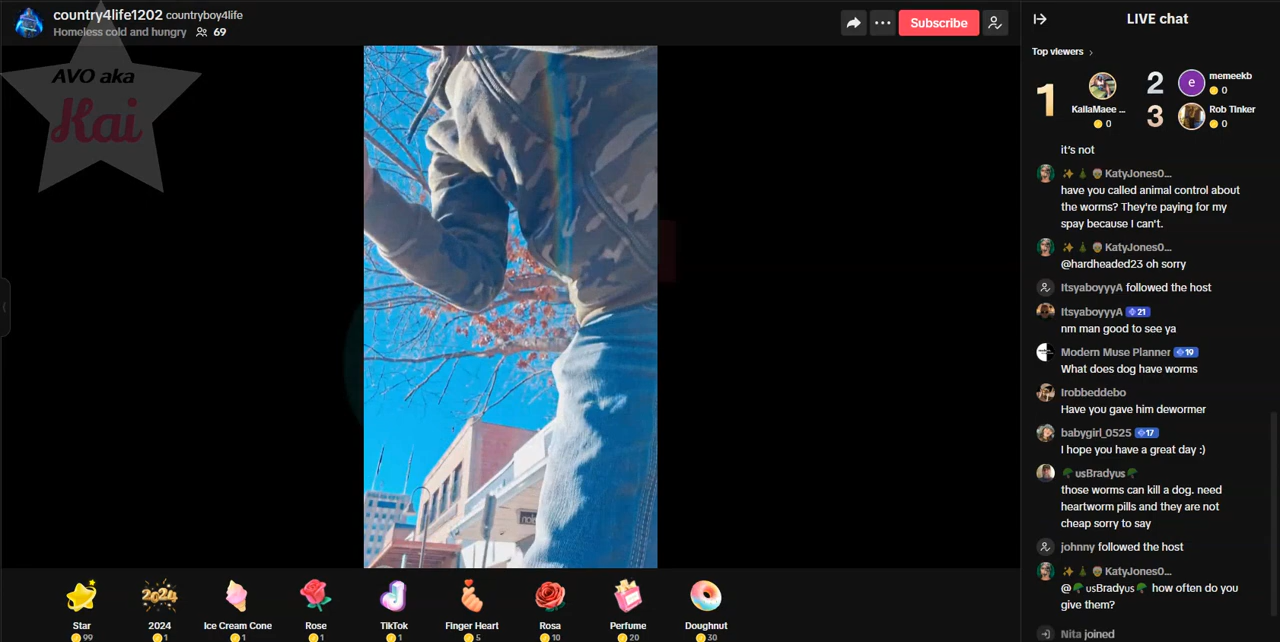 country4life1202 countryboy4life
Homeless cold and hungry 69
Subscribe
LIVE chat
AVO aka
Kai
Top viewers
1
KallaMaee ...
0
2
e
memeekb
0
3
Rob Tinker
0
it's not
KatyJones0...
have you called animal control about
the worms? They're paying for my
spay because I can't.
KatyJones0...
@hardheaded23 oh sorry
ItsyaboyyyA followed the host
ItsyaboyyyA 21
nm man good to see ya
Modern Muse Planner 19
What does dog have worms
Irobbeddebo
Have you gave him dewormer
babygirl_0525 17
I hope you have a great day :)
usBradyus
those worms can kill a dog. need
heartworm pills and they are not
cheap sorry to say
johnny followed the host
KatyJones0...
@ usBradyus how often do you
give them?
Nita joined
2024
Star
99
2024
1
Ice Cream Cone
1
Rose
1
TikTok
1
Finger Heart
5
Rosa
10
Perfume
20
Doughnut
30